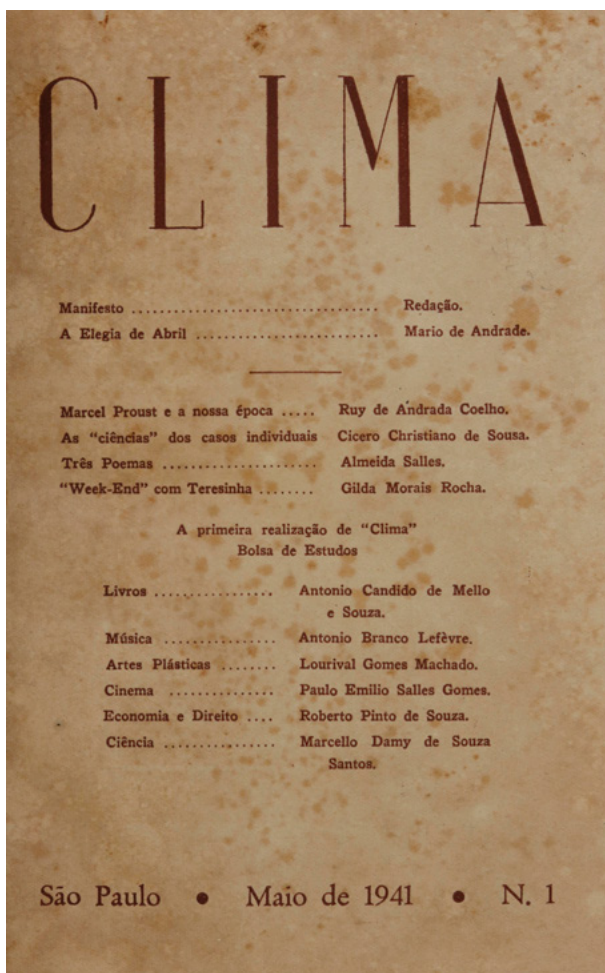 CLIMA
Manifesto ................................... Redação.
A Elegia de Abril .......................... Mario de Andrade.
Marcel Proust e a nossa época ..... Ruy de Andrada Coelho.
As “ciências” dos casos individuais Cicero Christiano de Sousa.
Três Poemas ...................... Almeida Salles.
“Week-End” com Teresinha ........ Gilda Morais Rocha.
A primeira realização de “Clima”
Bolsa de Estudos
Livros ................. Antonio Candido de Mello
e Souza.
Música ................ Antonio Branco Lefèvre.
Artes Plásticas ........ Lourival Gomes Machado.
Cinema ............... Paulo Emilio Salles Gomes.
Economia e Direito .... Roberto Pinto de Souza.
Ciência ................ Marcello Damy de Souza
Santos.
São Paulo • Maio de 1941 • N. 1